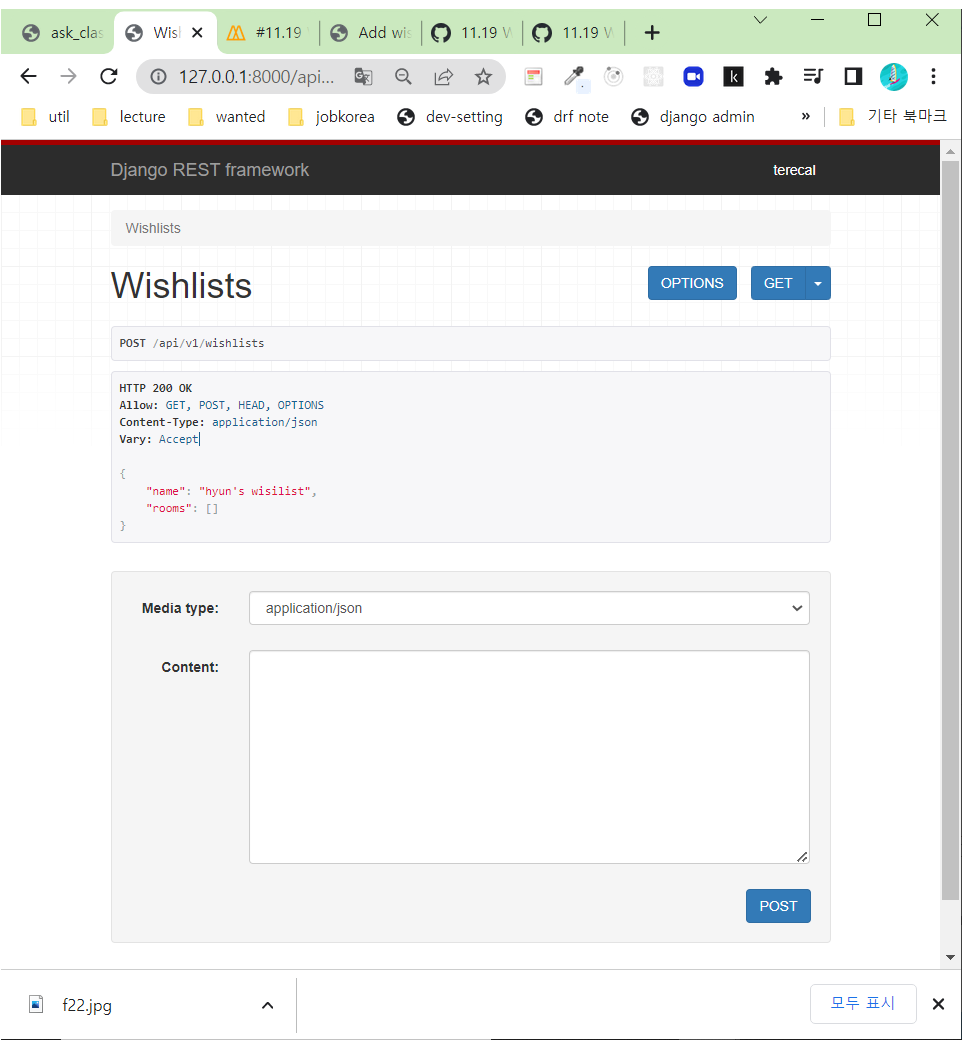 ask_clas
Wisl
#11.19
Add wis
11.19 W
11.19 W
127.0.0.1:8000/api...
util
lecture
wanted
jobkorea
dev-setting
drf note
django admin
»
기타 북마크
Django REST framework
terecal
Wishlists
Wishlists
OPTIONS
GET
POST /api/v1/wishlists
HTTP 200 OK
Allow: GET, POST, HEAD, OPTIONS
Content-Type: application/json
Vary: Accept
{
"name": "hyun's wisilist",
"rooms": []
}
Media type:
application/json
Content:
POST
f22.jpg
모두 표시